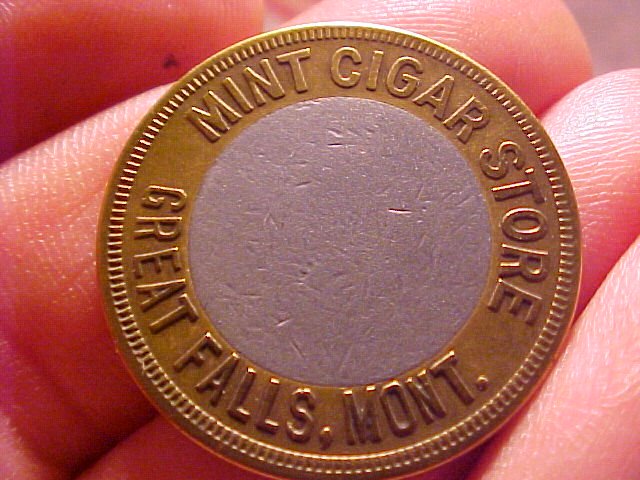 MINT CIGAR STORE
GREAT FALLS, MONT.